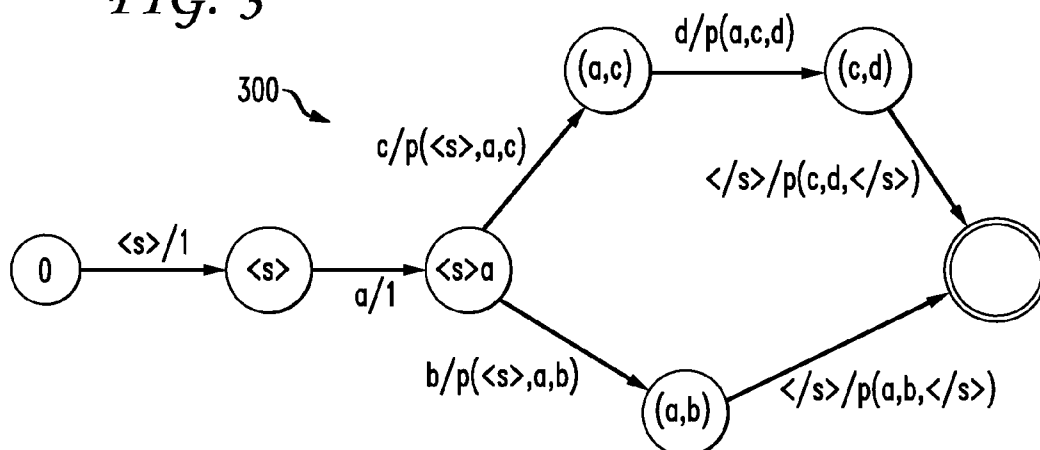 FIG. 3
d/p(a,c,d)
(a,c)
(c,d)
300
c/p(<s>,a,c)
</s>/p(c,d,</s>)
<s>/1
0
<s>
<s>a
a/1
b/p(<s>,a,b)
</s>/p(a,b,</s>)
(a,b)